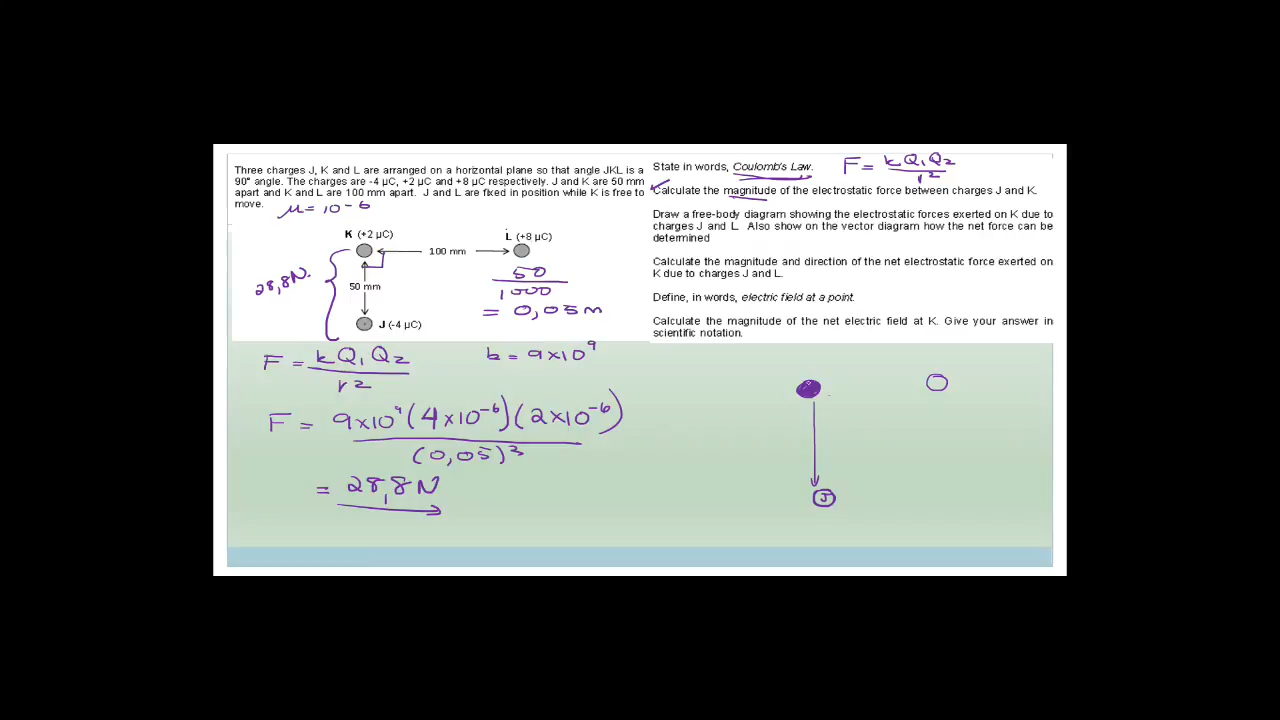 Three charges J, K and L are arranged on a horizontal plane so that angle JKL is a
90° angle. The charges are -4 µC, +2 µC and +8 µC respectively. J and K are 50 mm
apart and K and L are 100 mm apart. J and L are fixed in position while K is free to
move.
µ = 10-6
K (+2 µC)
L (+8 µC)
100 mm
50 mm
J (-4 µC)
28,8N.
50
1000
= 0,05m
F = kQ1Q2
r2
k = 9x10^9
F = 9x10^9(4x10^-6)(2x10^-6)
(0,05)^2
= 28,8N
State in words, Coulomb's Law.
F = kQ1Q2
r2
Calculate the magnitude of the electrostatic force between charges J and K.
Draw a free-body diagram showing the electrostatic forces exerted on K due to
charges J and L. Also show on the vector diagram how the net force can be
determined
Calculate the magnitude and direction of the net electrostatic force exerted on
K due to charges J and L.
Define, in words, electric field at a point.
Calculate the magnitude of the net electric field at K. Give your answer in
scientific notation.
J